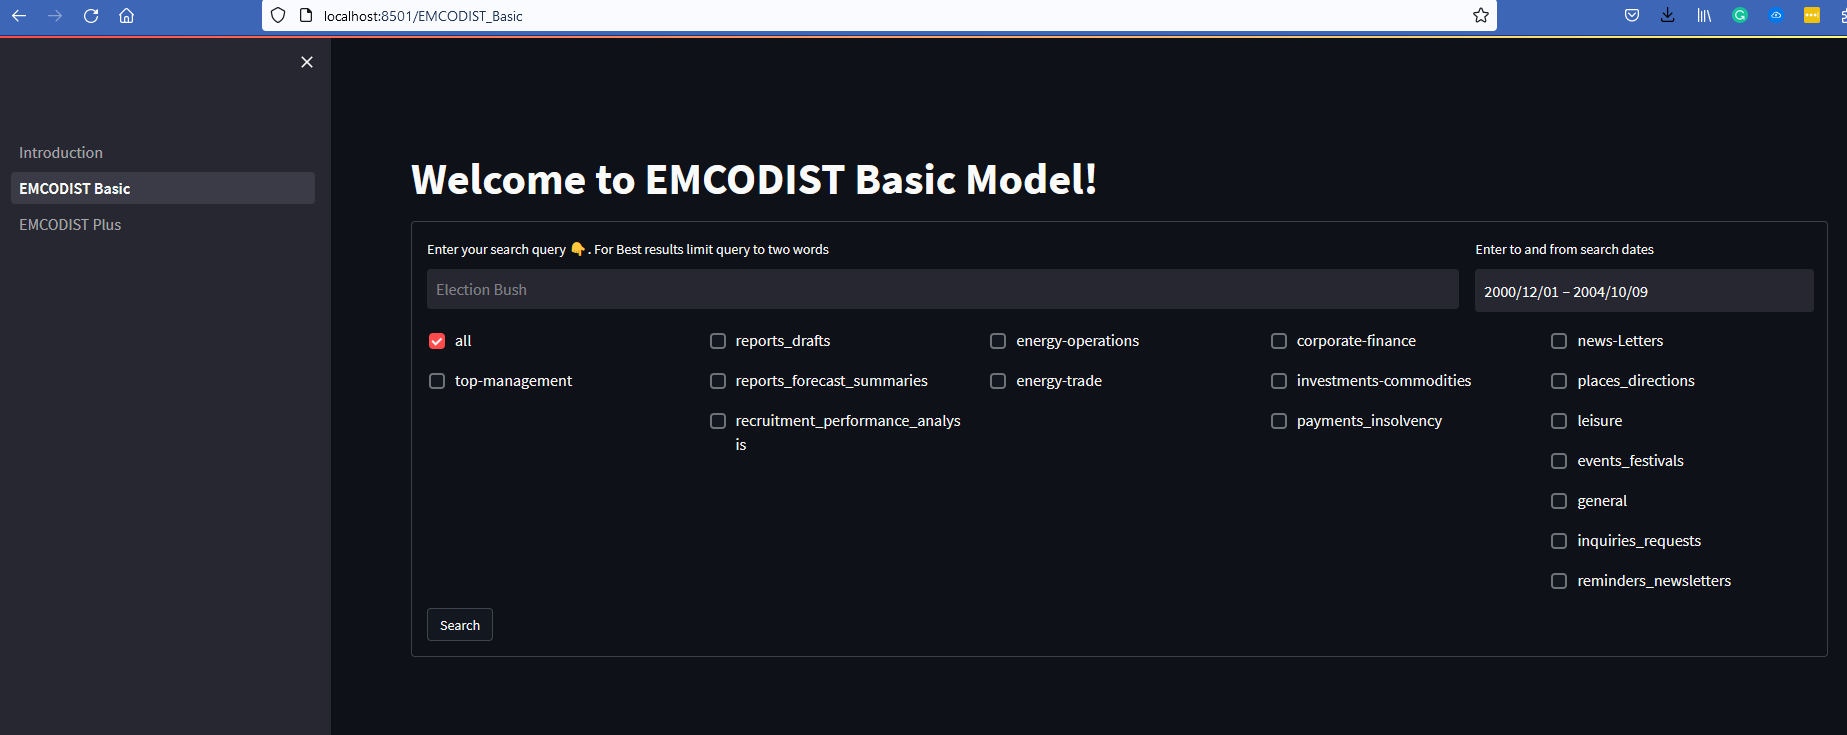 localhost:8501/EMCODIST_Basic
Introduction
EMCODIST Basic
EMCODIST Plus
Welcome to EMCODIST Basic Model!
Enter your search query 👇. For Best results limit query to two words
Enter to and from search dates
Election Bush
2000/12/01 – 2004/10/09
all
top-management
reports_drafts
reports_forecast_summaries
recruitment_performance_analys
is
energy-operations
energy-trade
corporate-finance
investments-commodities
payments_insolvency
news-Letters
places_directions
leisure
events_festivals
general
inquiries_requests
reminders_newsletters
Search